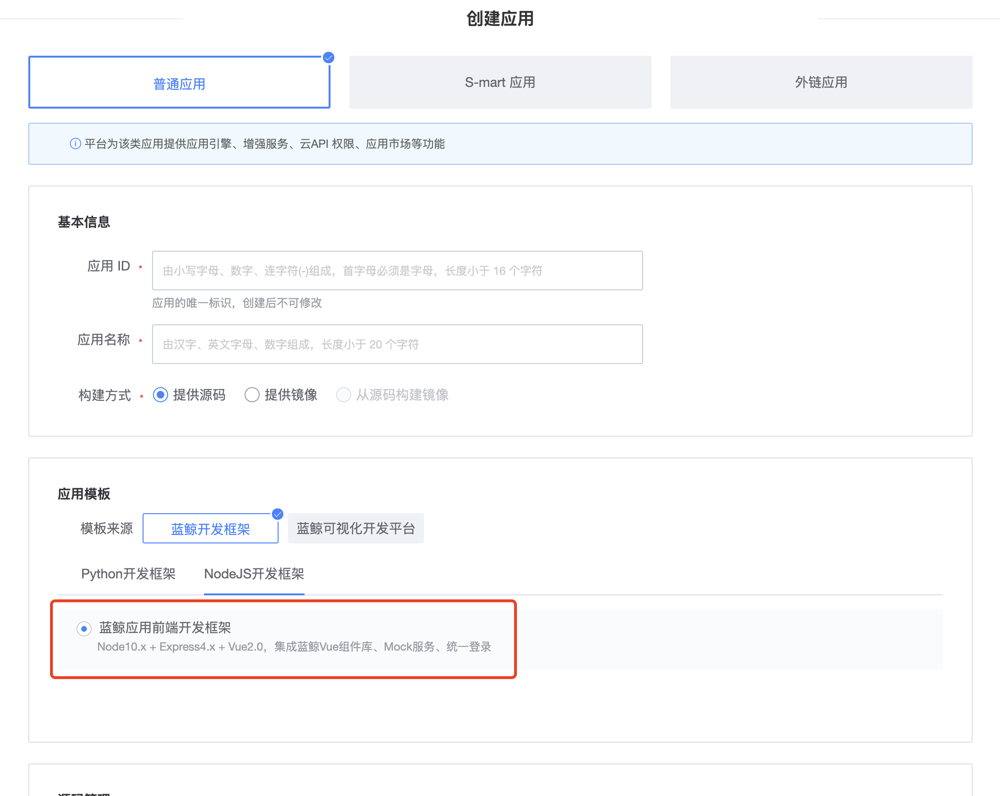 创建应用
普通应用
S-mart 应用
外链应用
平台为该类应用提供应用引擎、增强服务、云API 权限、应用市场等功能
基本信息
应用 ID *
由小写字母、数字、连字符(-)组成，首字母必须是字母，长度小于 16 个字符
应用的唯一标识，创建后不可修改
应用名称 *
由汉字、英文字母、数字组成，长度小于 20 个字符
构建方式 * 提供源码 提供镜像 从源码构建镜像
应用模板
模板来源 蓝鲸开发框架 蓝鲸可视化开发平台
Python开发框架 NodeJS开发框架
蓝鲸应用前端开发框架
Node10.x + Express4.x + Vue2.0，集成蓝鲸Vue组件库、Mock服务、统一登录
源码管理